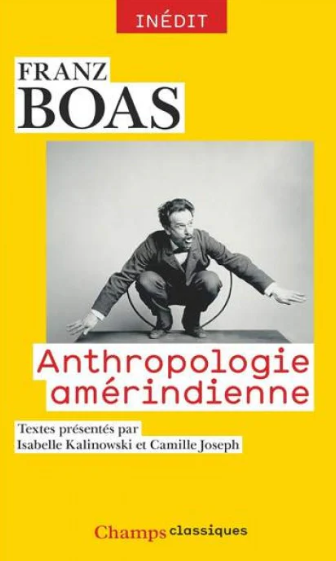 INÉDIT
FRANZ
BOAS
Anthropologie
amérindienne
Textes présentés par
Isabelle Kalinowski et Camille Joseph
Champs classiques